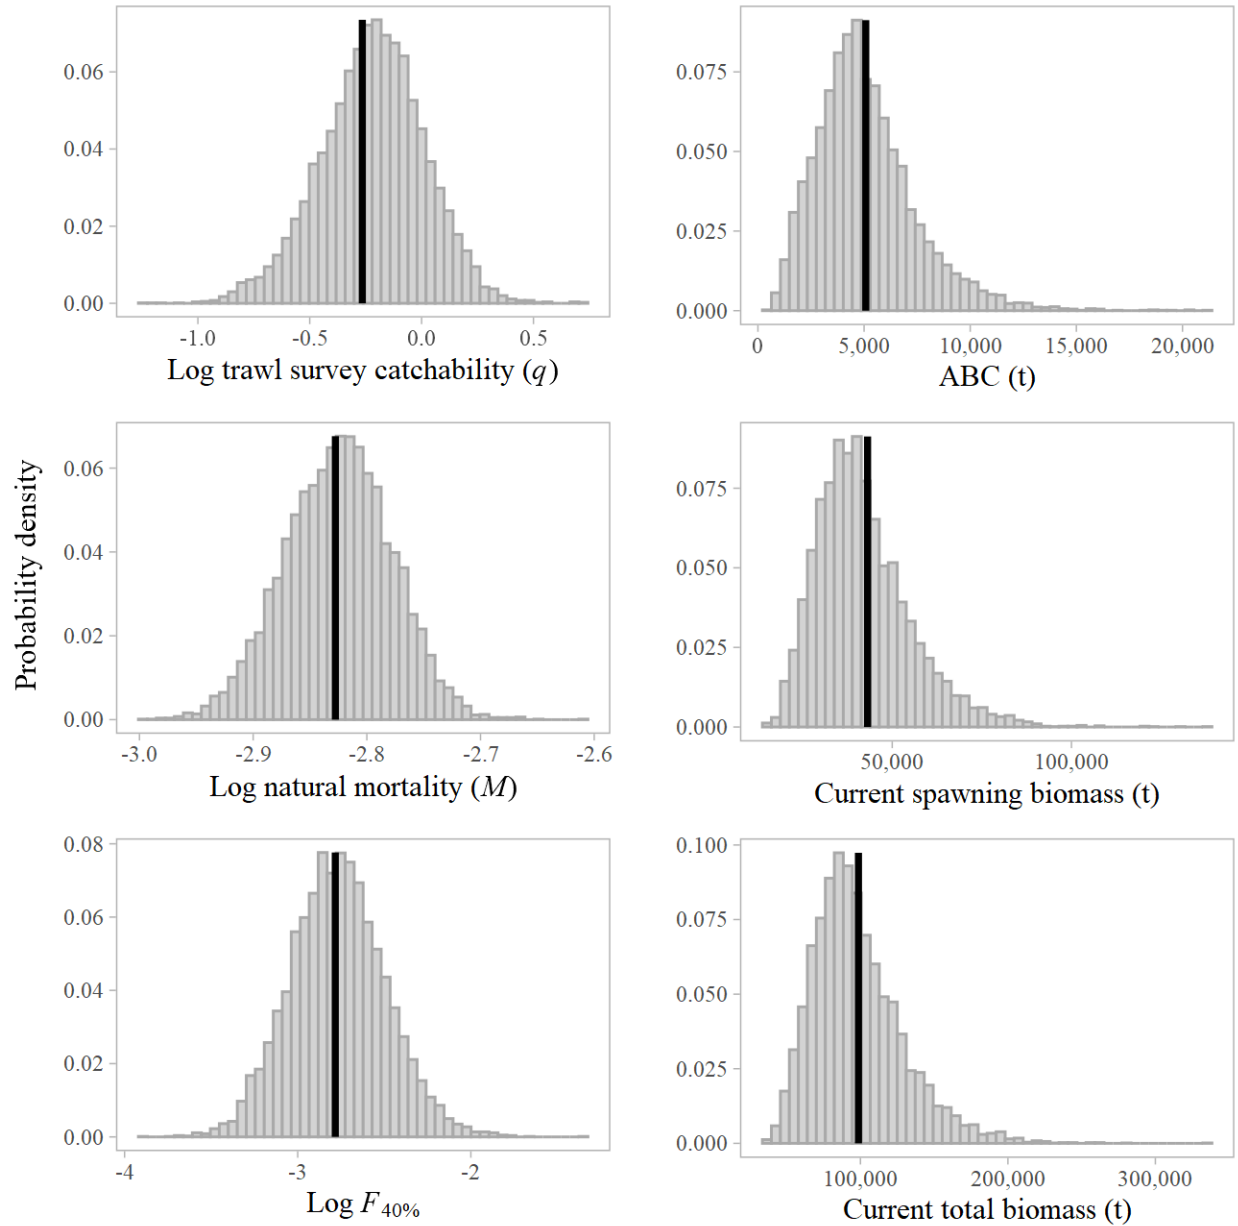 Probability density
0.06
0.04
0.02
0.00
-1.0 -0.5 0.0 0.5
Log trawl survey catchability (q)
0.075
0.050
0.025
0.000
0 5,000 10,000 15,000 20,000
ABC (t)
0.06
0.04
0.02
0.00
-3.0 -2.9 -2.8 -2.7 -2.6
Log natural mortality (M)
0.075
0.050
0.025
0.000
50,000 100,000
Current spawning biomass (t)
0.08
0.06
0.04
0.02
0.00
-4 -3 -2
Log F40%
0.100
0.075
0.050
0.025
0.000
100,000 200,000 300,000
Current total biomass (t)